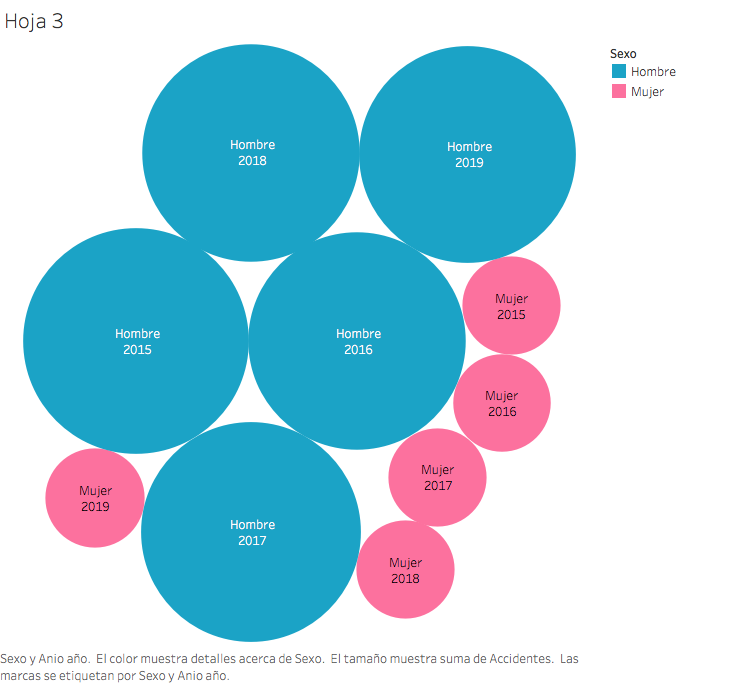 Hoja 3
Sexo
Hombre
Mujer
Hombre
2018
Hombre
2019
Mujer
2015
Hombre
2015
Hombre
2016
Mujer
2016
Mujer
2017
Mujer
2019
Hombre
2017
Mujer
2018
Sexo y Anio año.  El color muestra detalles acerca de Sexo.  El tamaño muestra suma de Accidentes.  Las
marcas se etiquetan por Sexo y Anio año.